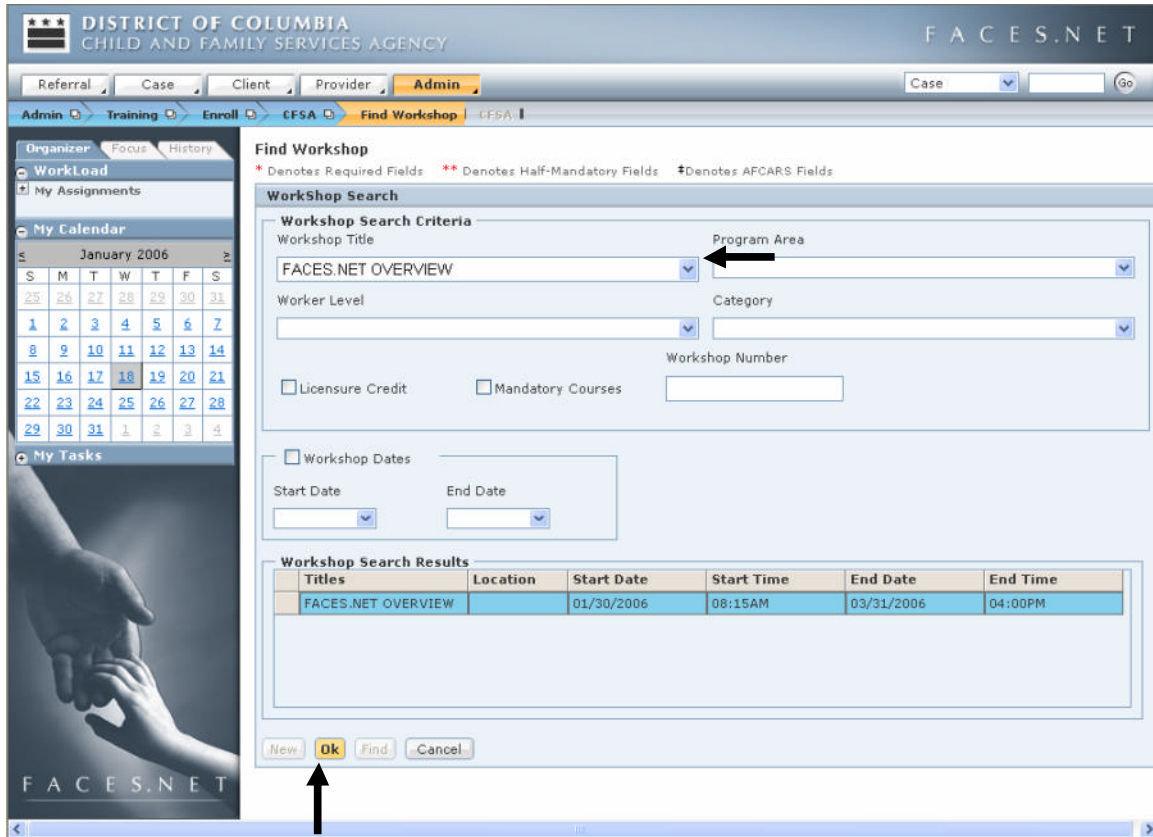 DISTRICT OF COLUMBIA
CHILD AND FAMILY SERVICES AGENCY
FACES.NET
Referral Case Client Provider Admin
Case Go
Admin Training Enroll CFSA Find Workshop CFSA
Organizer Focus History
WorkLoad
My Assignments
My Calendar
< January 2006 >
S M T W T F S
25 26 27 28 29 30 31
1 2 3 4 5 6 7
8 9 10 11 12 13 14
15 16 17 18 19 20 21
22 23 24 25 26 27 28
29 30 31 1 2 3 4
My Tasks
FACES.NET
Find Workshop
* Denotes Required Fields ** Denotes Half-Mandatory Fields ‡Denotes AFCARS Fields
WorkShop Search
Workshop Search Criteria
Workshop Title Program Area
FACES.NET OVERVIEW
Worker Level Category
Workshop Number
Licensure Credit Mandatory Courses
Workshop Dates
Start Date End Date
Workshop Search Results
Titles Location Start Date Start Time End Date End Time
FACES.NET OVERVIEW 01/30/2006 08:15AM 03/31/2006 04:00PM
New Ok Find Cancel